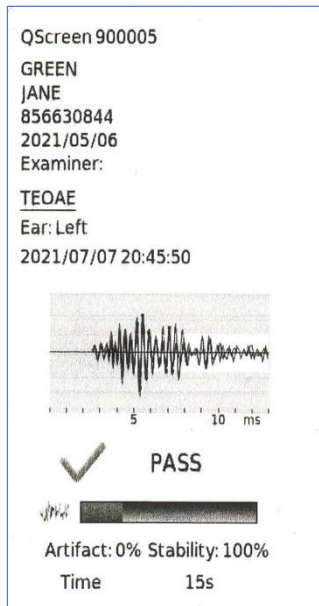 QScreen 900005
GREEN
JANE
856630844
2021/05/06
Examiner:
TEOAE
Ear: Left
2021/07/07 20:45:50
5 10 ms
PASS
Artifact: 0% Stability: 100%
Time 15s